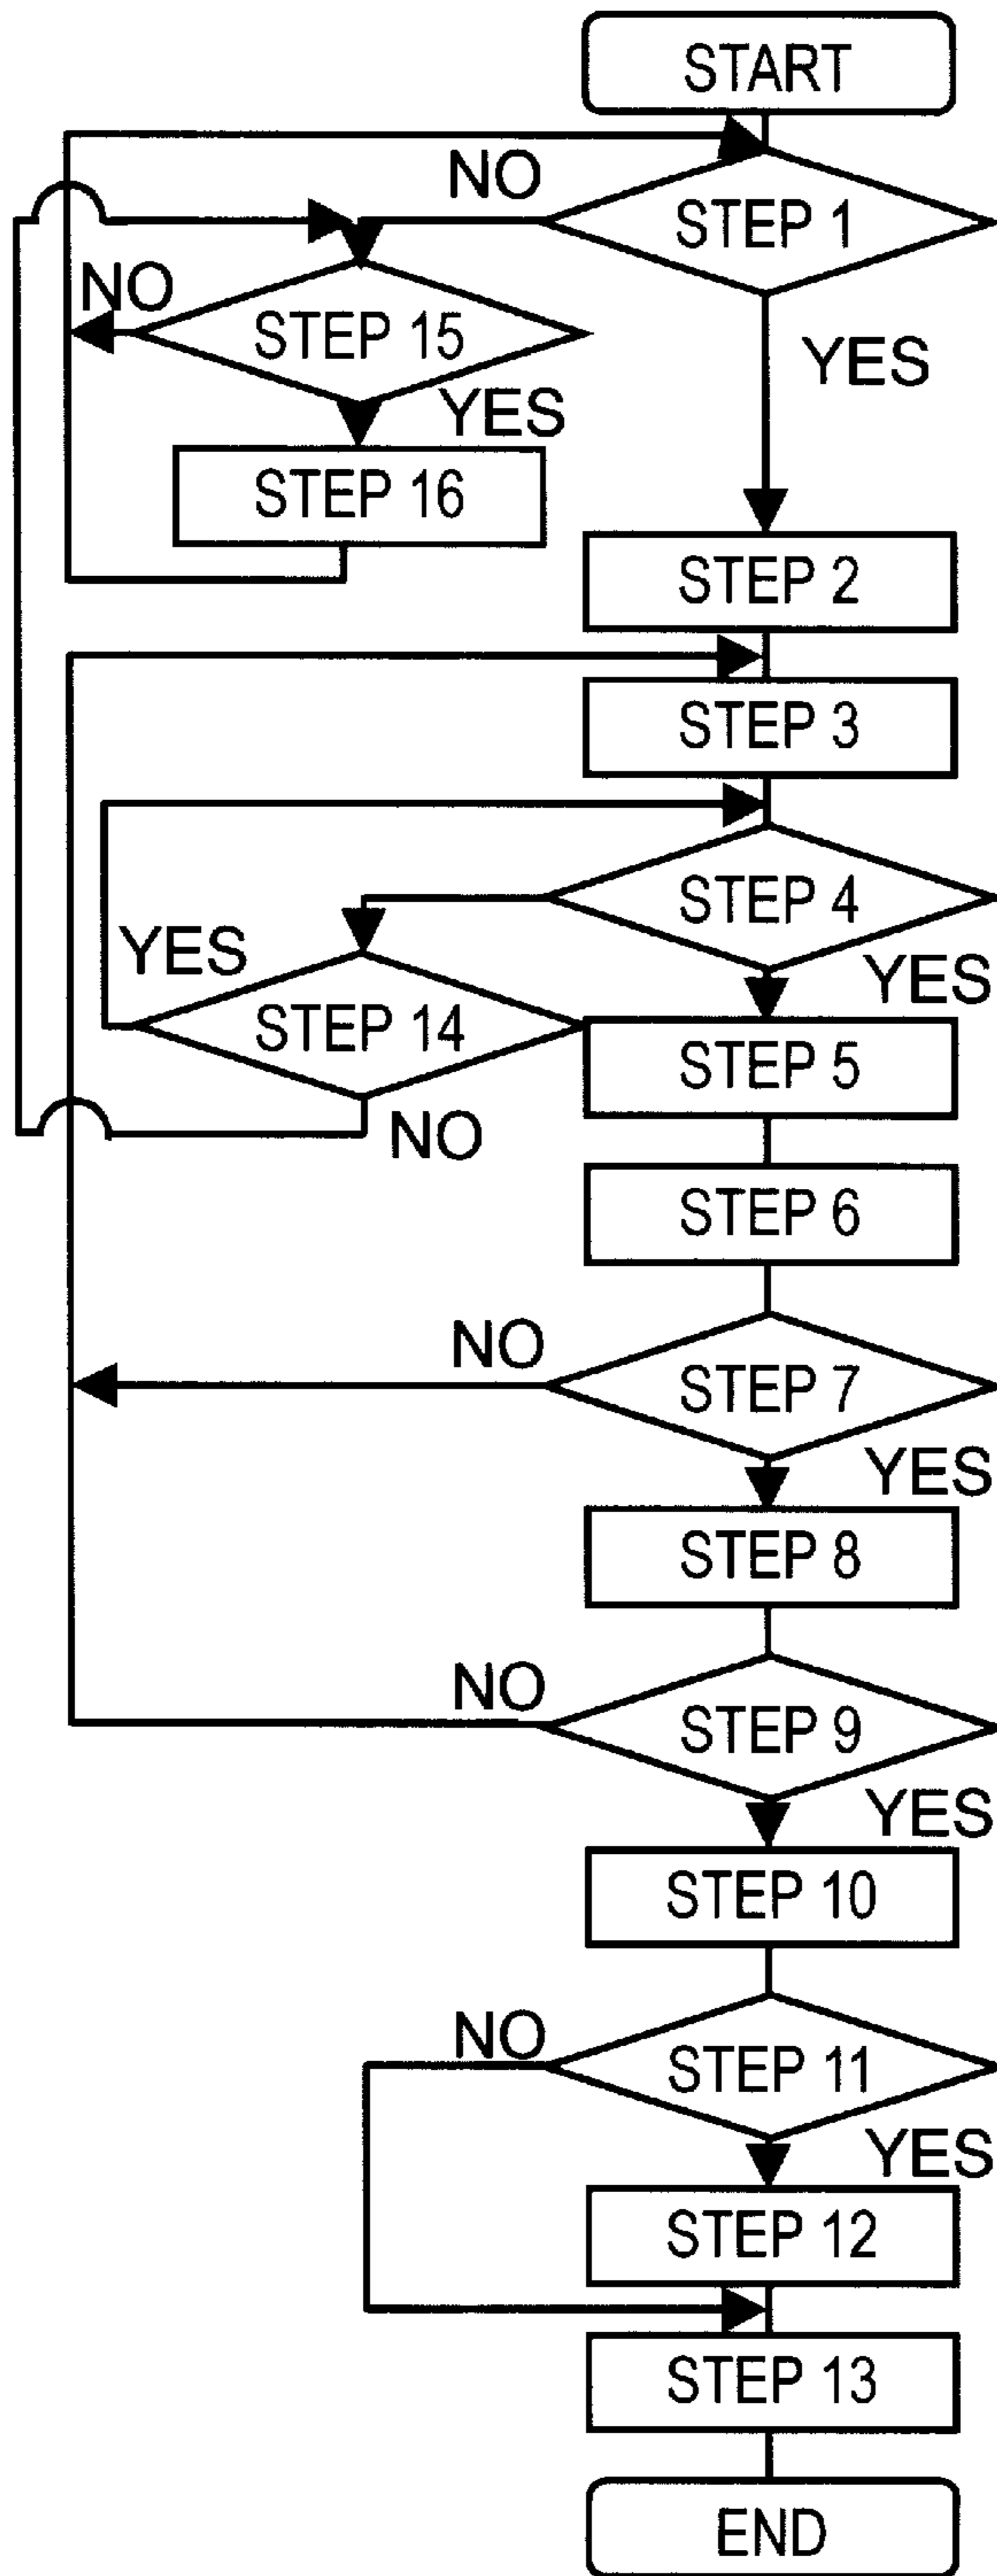 START
NO
STEP 1
NO
STEP 15
YES
YES
STEP 16
STEP 2
STEP 3
STEP 4
YES
YES
STEP 14
STEP 5
NO
STEP 6
NO
STEP 7
YES
STEP 8
NO
STEP 9
YES
STEP 10
NO
STEP 11
YES
STEP 12
STEP 13
END